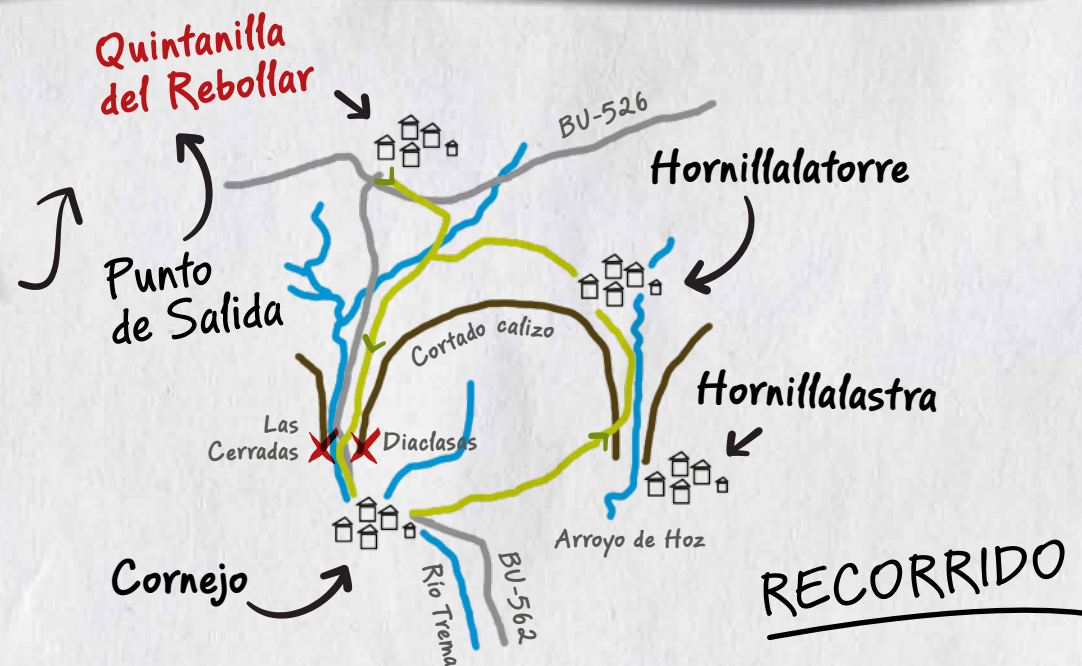 Quintanilla
del Rebollar
BU-526
Hornillalatorre
Punto
de Salida
Cortado calizo
Hornillalastra
Las
Cerradas
Diaclasas
Arroyo de Hoz
Cornejo
Río Trema
BU-562
RECORRIDO